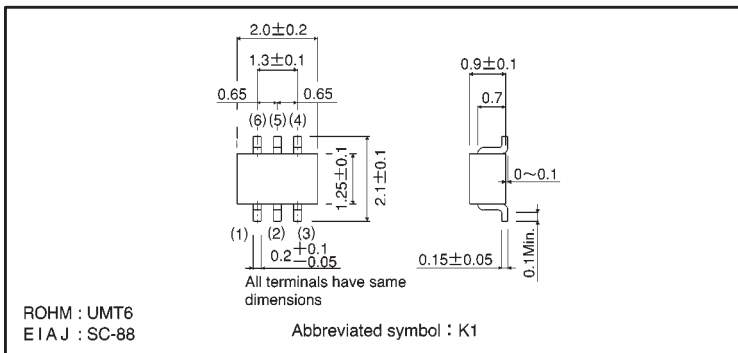 2.0±0.2
1.3±0.1
0.65
0.65
(6) (5) (4)
1.25±0.1
2.1±0.1
(1)
(2)
(3)
0.2 +0.1 −0.05
All terminals have same
dimensions
0.9±0.1
0.7
0~0.1
0.15±0.05
0.1Min.
ROHM : UMT6
EIAJ : SC-88
Abbreviated symbol : K1